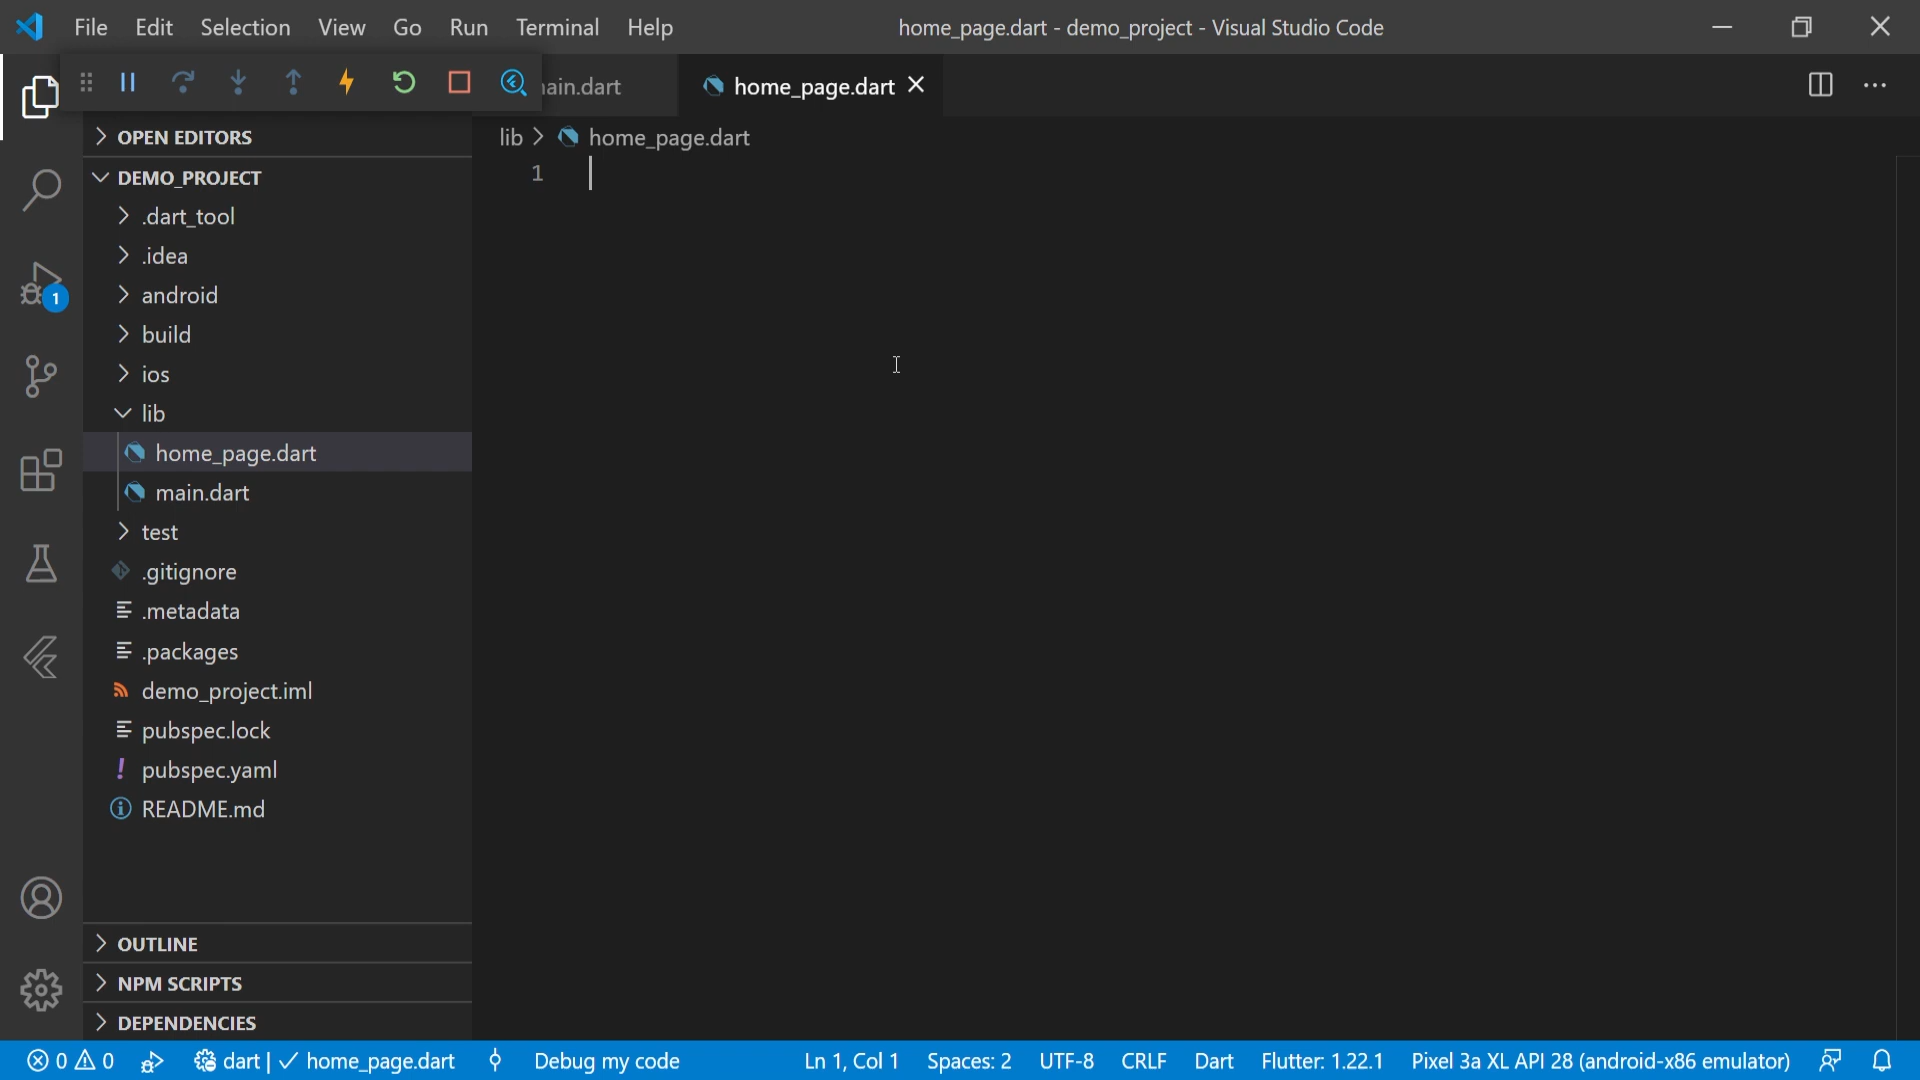 File Edit Selection View Go Run Terminal Help
home_page.dart - demo_project - Visual Studio Code
ain.dart
home_page.dart
OPEN EDITORS
lib > home_page.dart
1
DEMO_PROJECT
.dart_tool
.idea
android
build
ios
lib
home_page.dart
main.dart
test
.gitignore
.metadata
.packages
demo_project.iml
pubspec.lock
pubspec.yaml
README.md
1
OUTLINE
NPM SCRIPTS
DEPENDENCIES
0 0 dart | ✓ home_page.dart Debug my code Ln 1, Col 1 Spaces: 2 UTF-8 CRLF Dart Flutter: 1.22.1 Pixel 3a XL API 28 (android-x86 emulator)